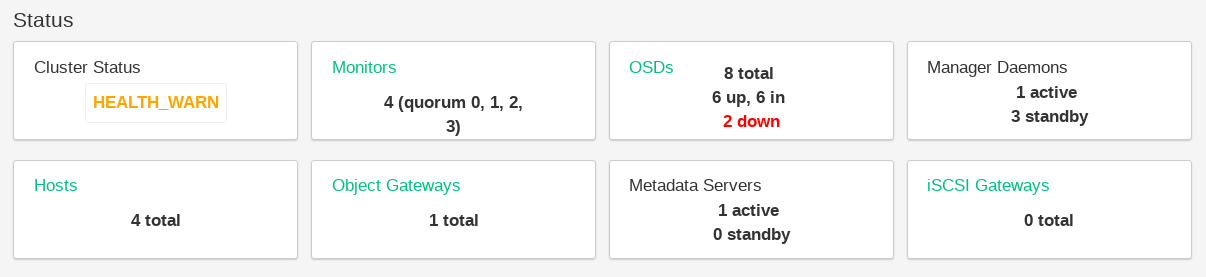 Status
Cluster Status
HEALTH_WARN
Monitors
4 (quorum 0, 1, 2,
3)
OSDs
8 total
6 up, 6 in
2 down
Manager Daemons
1 active
3 standby
Hosts
4 total
Object Gateways
1 total
Metadata Servers
1 active
0 standby
iSCSI Gateways
0 total